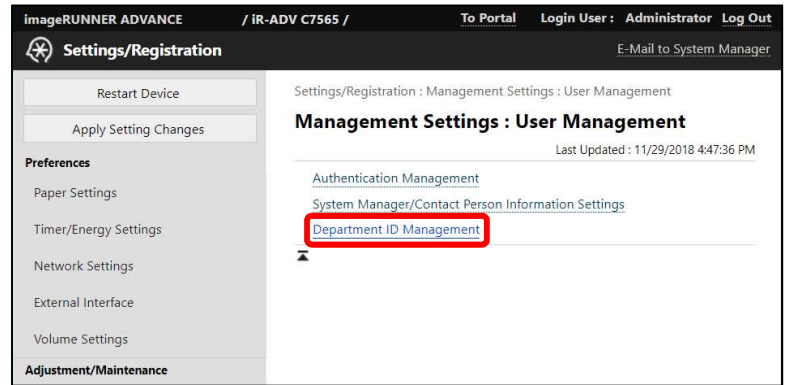 imageRUNNER ADVANCE / iR-ADV C7565 / To Portal Login User : Administrator Log Out
Settings/Registration E-Mail to System Manager
Restart Device
Apply Setting Changes
Preferences
Paper Settings
Timer/Energy Settings
Network Settings
External Interface
Volume Settings
Adjustment/Maintenance
Settings/Registration : Management Settings : User Management
Management Settings : User Management
Last Updated : 11/29/2018 4:47:36 PM
Authentication Management
System Manager/Contact Person Information Settings
Department ID Management